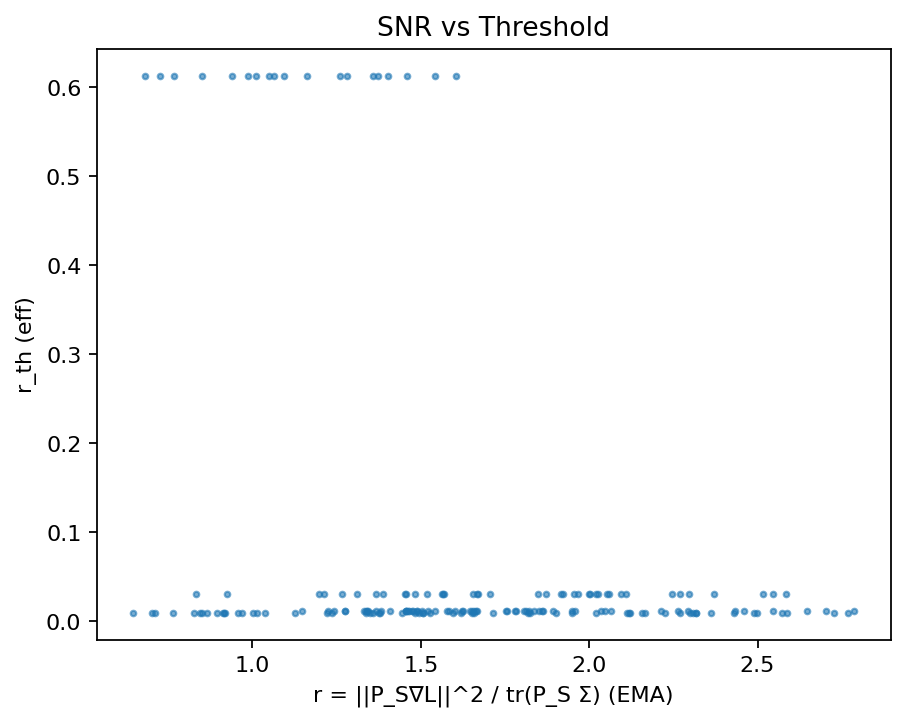 SNR vs Threshold
0.6
0.5
0.4
0.3
0.2
0.1
0.0
r_th (eff)
1.0 1.5 2.0 2.5
r = ||P_S∇L||^2 / tr(P_S Σ) (EMA)